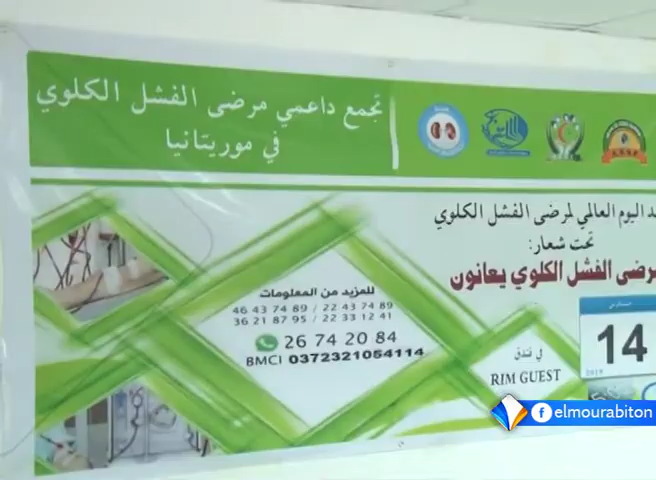 تجمع داعمي مرضى الفشل الكلوي
في موريتانيا
اليوم العالمي لمرضى الفشل الكلوي
تحت شعار:
الفشل الكلوي يعانون
للمزيد من المعلومات
46 43 74 89 / 22 43 74 89
36 21 87 95 / 22 33 12 41
26 74 20 84
BMCI 0372321054114
في فندق
RIM GUEST
مارس
14
2019
elmourabiton